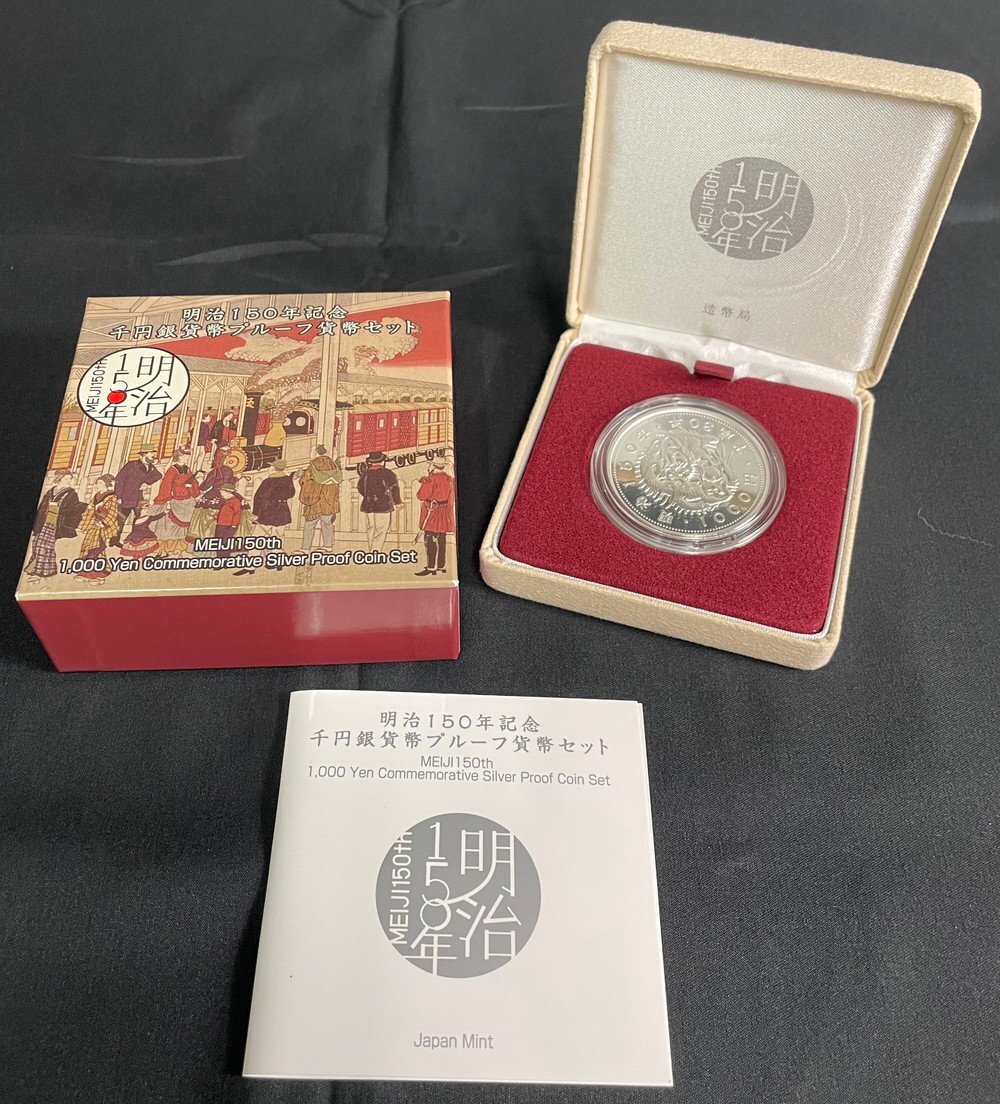 明治150年記念
千円銀貨幣プルーフ貨幣セット
明治
150年
MEIJI150th
MEIJI150th
1,000 Yen Commemorative Silver Proof Coin Set
明治
150年
MEIJI150th
造幣局
1000
明治150年記念
千円銀貨幣プルーフ貨幣セット
MEIJI150th
1,000 Yen Commemorative Silver Proof Coin Set
明治
150年
MEIJI150th
Japan Mint